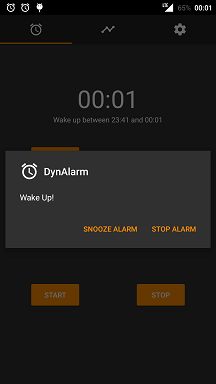 65% 00:01
00:01
Wake up between 23:41 and 00:01
DynAlarm
Wake Up!
SNOOZE ALARM STOP ALARM
START STOP